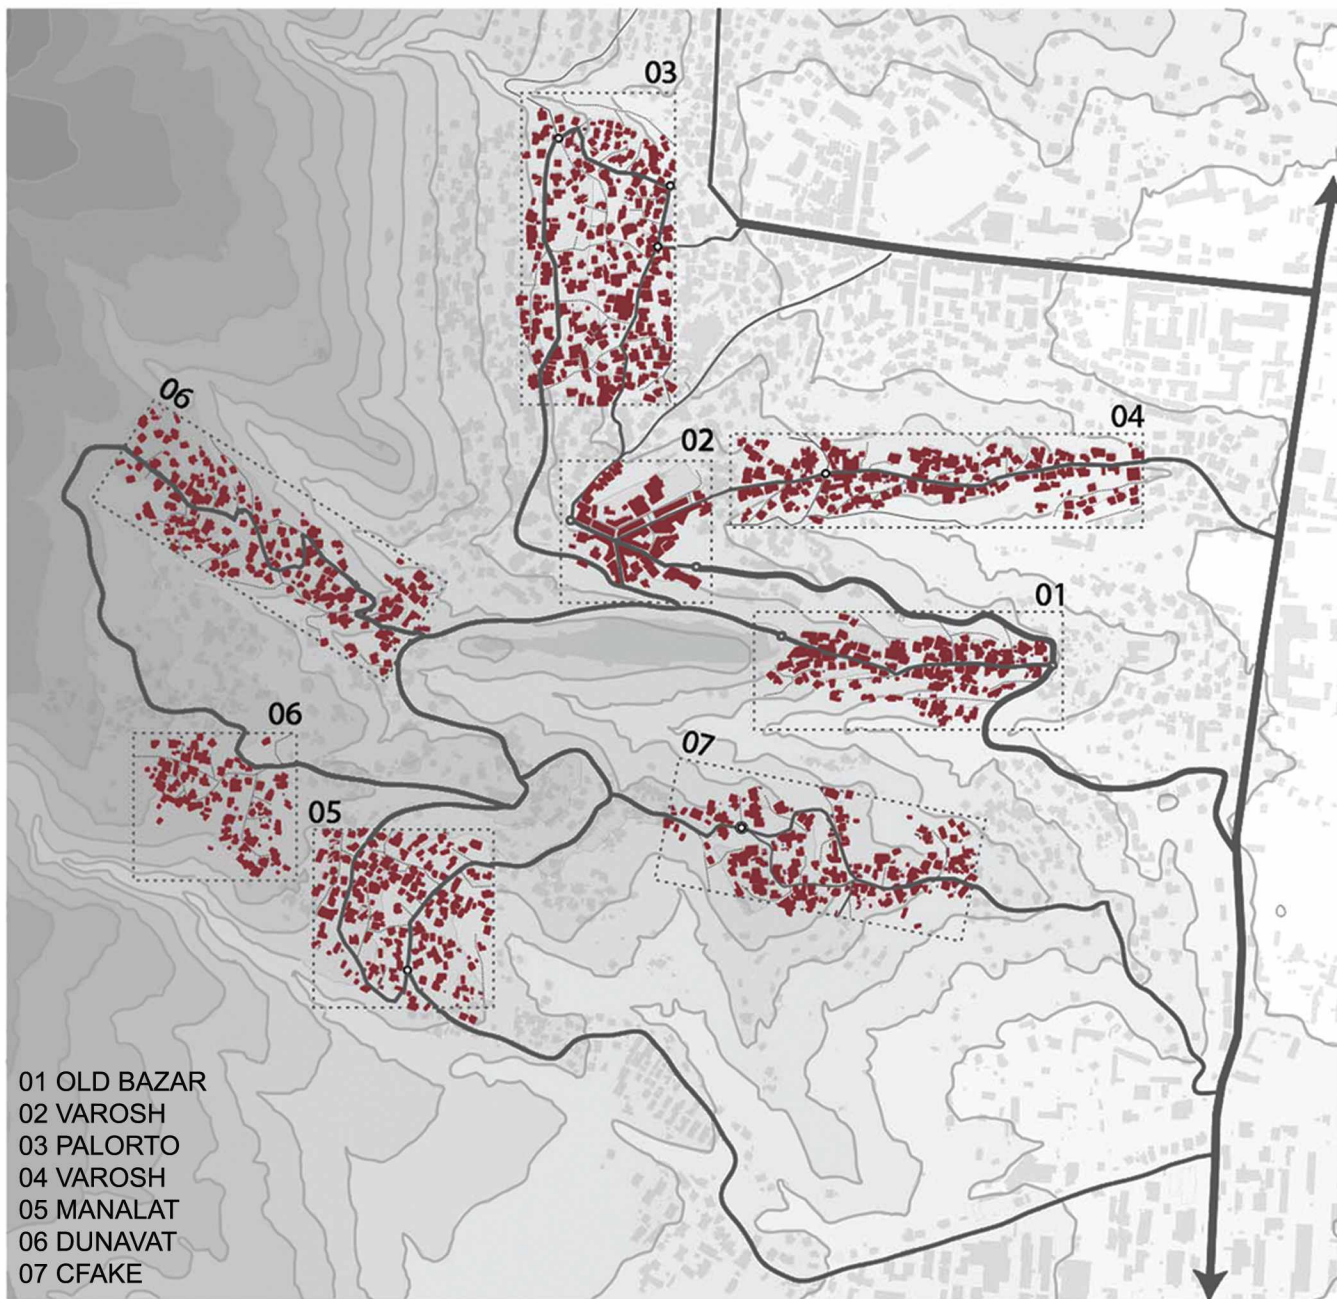 03
06
02
04
01
06
07
05
01 OLD BAZAR
02 VAROSH
03 PALORTO
04 VAROSH
05 MANALAT
06 DUNAVAT
07 CFAKE